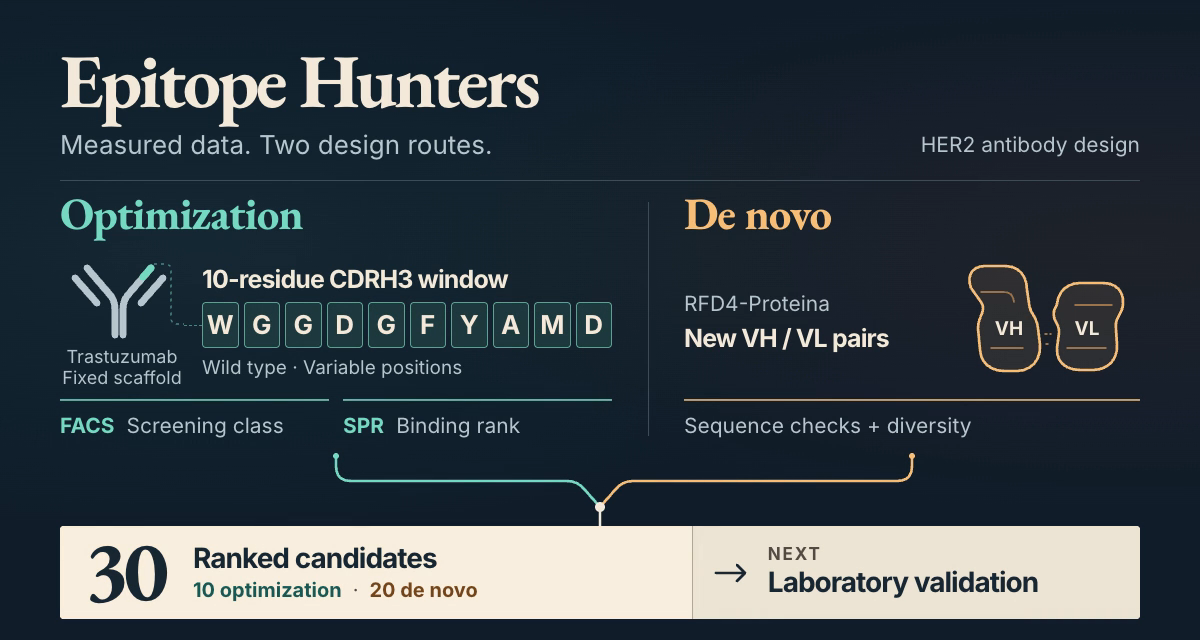 Epitope Hunters
Measured data. Two design routes.
HER2 antibody design
Optimization
10-residue CDRH3 window
W G G D G F Y A M D
Trastuzumab
Fixed scaffold
Wild type · Variable positions
FACS Screening class
SPR Binding rank
De novo
RFD4-Proteina
New VH / VL pairs
VH
VL
Sequence checks + diversity
30
Ranked candidates
10 optimization · 20 de novo
→
NEXT
Laboratory validation